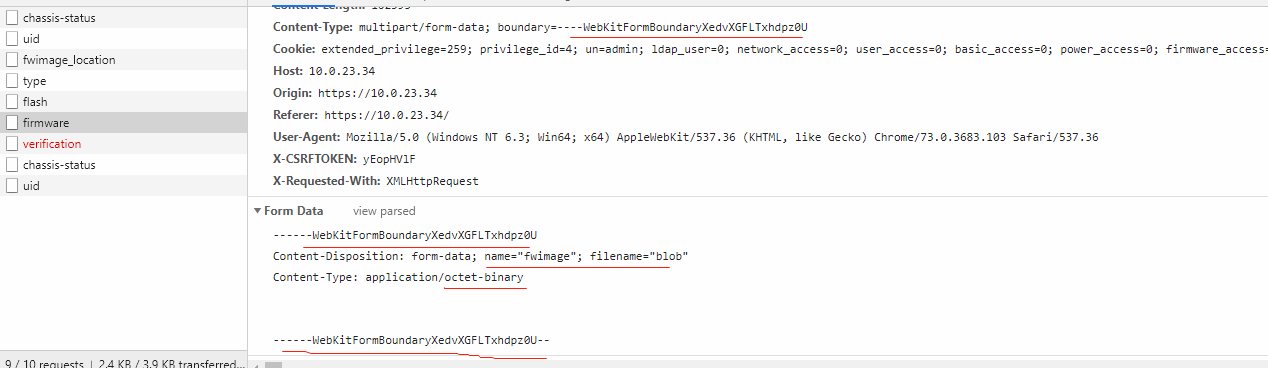 chassis-status
uid
fwimage_location
type
flash
firmware
verification
chassis-status
uid
9 / 10 requests | 2.4 KB / 3.9 KB transferred...
Content-Type: multipart/form-data; boundary=----WebKitFormBoundaryXedvXGFLTxhdpz0U
Cookie: extended_privilege=259; privilege_id=4; un=admin; ldap_user=0; network_access=0; user_access=0; basic_access=0; power_access=0; firmware_access=
Host: 10.0.23.34
Origin: https://10.0.23.34
Referer: https://10.0.23.34/
User-Agent: Mozilla/5.0 (Windows NT 6.3; Win64; x64) AppleWebKit/537.36 (KHTML, like Gecko) Chrome/73.0.3683.103 Safari/537.36
X-CSRFTOKEN: yEopHVlF
X-Requested-With: XMLHttpRequest
Form Data view parsed
------WebKitFormBoundaryXedvXGFLTxhdpz0U
Content-Disposition: form-data; name="fwimage"; filename="blob"
Content-Type: application/octet-binary
------WebKitFormBoundaryXedvXGFLTxhdpz0U--